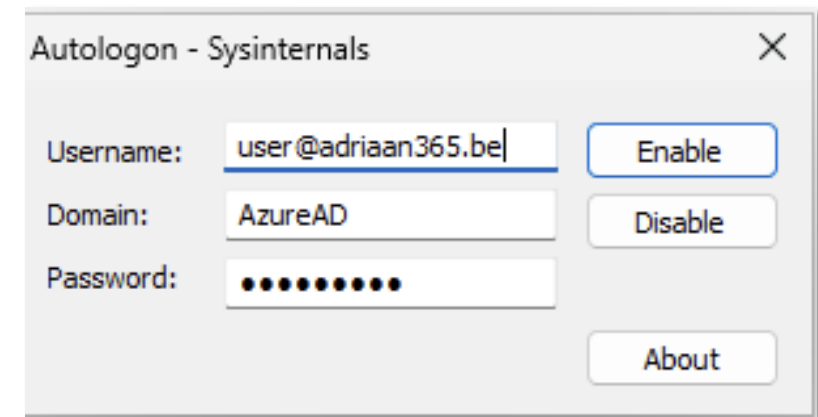 Autologon - Sysinternals
Username: user@adriaan365.be Enable
Domain: AzureAD Disable
Password: •••••••••
About